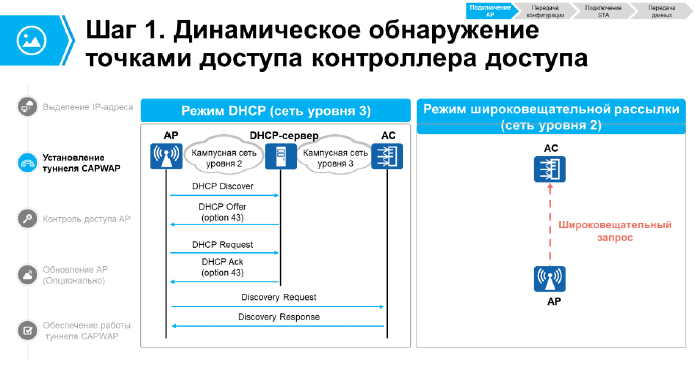 Подключение
AP
Передача
конфигурации
Подключение
STA
Передача
данных
Шаг 1. Динамическое обнаружение
точками доступа контроллера доступа
Выделение IP-адреса
Установление
туннеля CAPWAP
Контроль доступа AP
Обновление AP
(Опционально)
Обеспечение работы
туннеля CAPWAP
Режим DHCP (сеть уровня 3)
AP
DHCP-сервер
AC
Кампусная сеть
уровня 2
Кампусная сеть
уровня 3
DHCP Discover
DHCP Offer
(option 43)
DHCP Request
DHCP Ack
(option 43)
Discovery Request
Discovery Response
Режим широковещательной рассылки
(сеть уровня 2)
AC
Широковещательный
запрос
AP